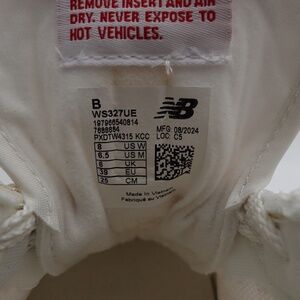 REMOVE INSERT AND AIR
DRY. NEVER EXPOSE TO
HOT VEHICLES.
B
WS327UE
197966540814
7688884
PXDTW4315 KCC
MFG 08/2024
LOC: C5
8 US W
6.5 US M
6 UK
39 EU
25 CM
Made in Vietnam
Fabriqué au Vietnam
NB